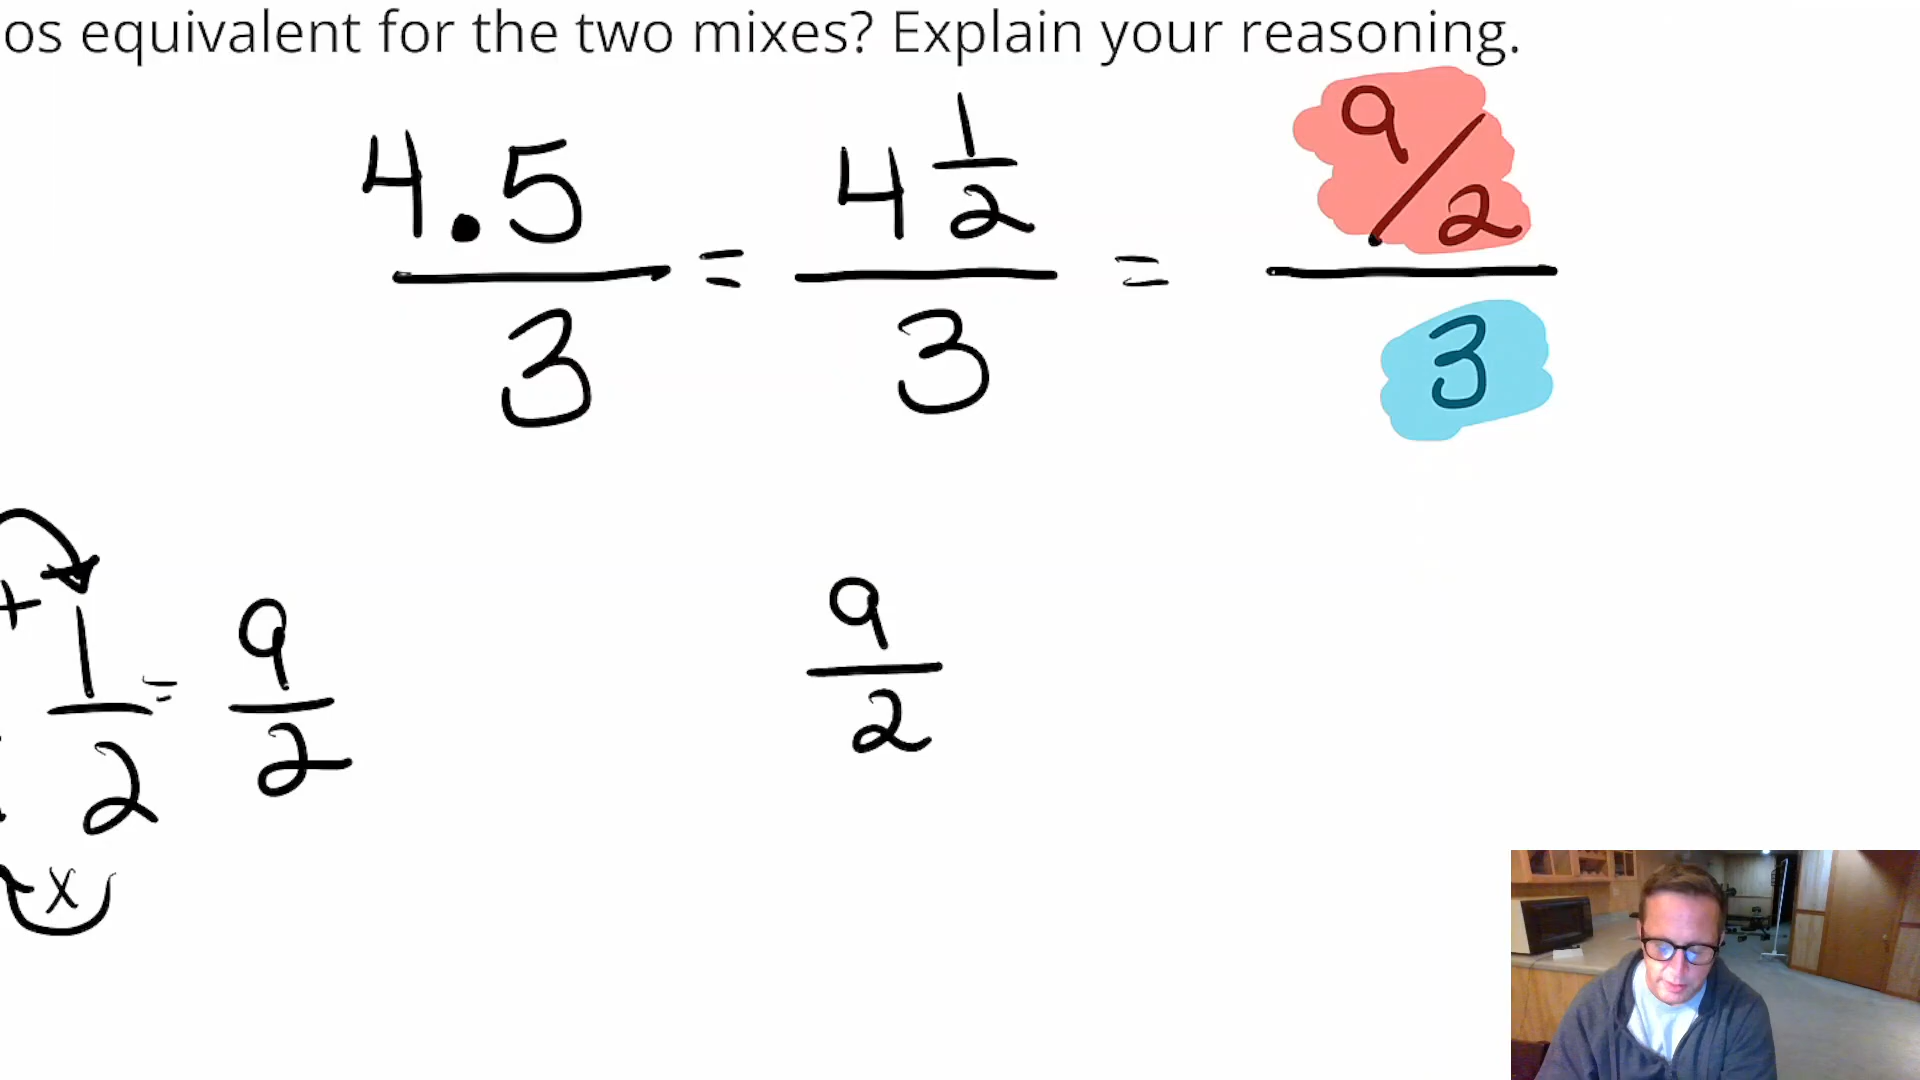 os equivalent for the two mixes? Explain your reasoning.
4.5 / 3 = 4 1/2 / 3 = 9/2 / 3
+ 1/2 = 9/2
9/2
x